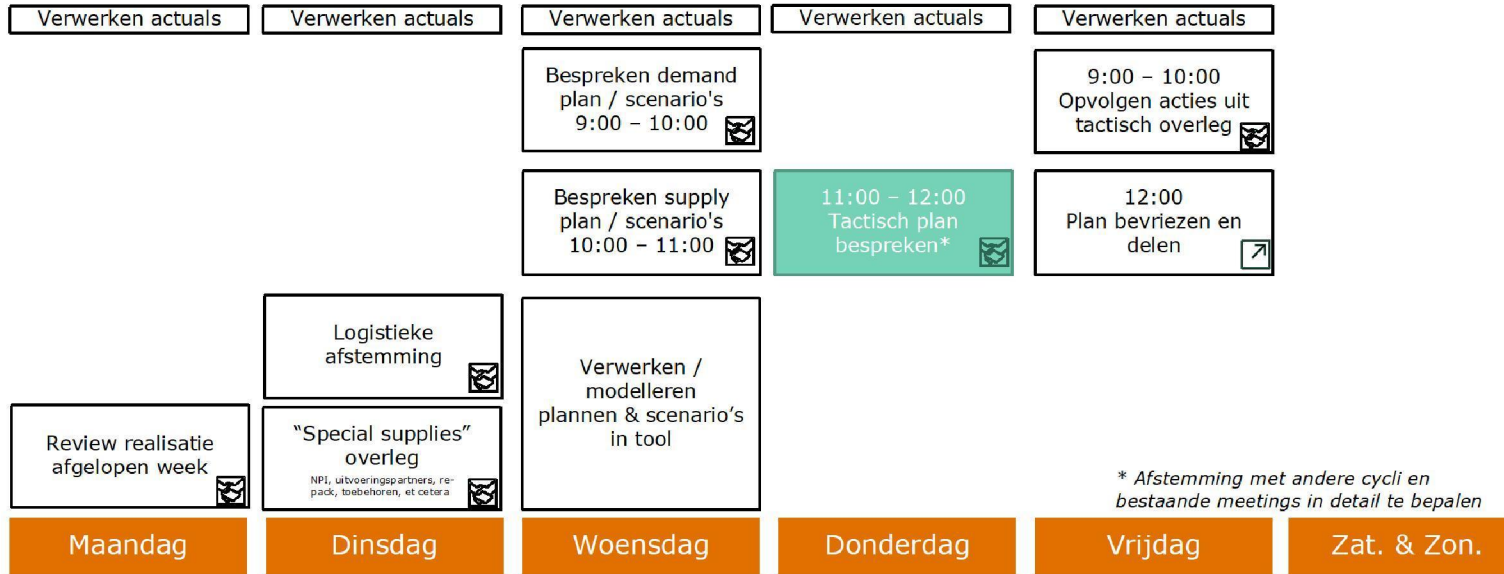 Verwerken actuals
Verwerken actuals
Verwerken actuals
Verwerken actuals
Verwerken actuals
Bespreken demand
plan / scenario's
9:00 – 10:00
9:00 – 10:00
Opvolgen acties uit
tactisch overleg
Bespreken supply
plan / scenario's
10:00 – 11:00
11:00 – 12:00
Tactisch plan
bespreken*
12:00
Plan bevriezen en
delen
Logistieke
afstemming
Verwerken /
modelleren
plannen & scenario’s
in tool
Review realisatie
afgelopen week
“Special supplies”
overleg
NPI, uitvoeringspartners, re-
pack, toebehoren, et cetera
* Afstemming met andere cycli en
bestaande meetings in detail te bepalen
Maandag
Dinsdag
Woensdag
Donderdag
Vrijdag
Zat. & Zon.